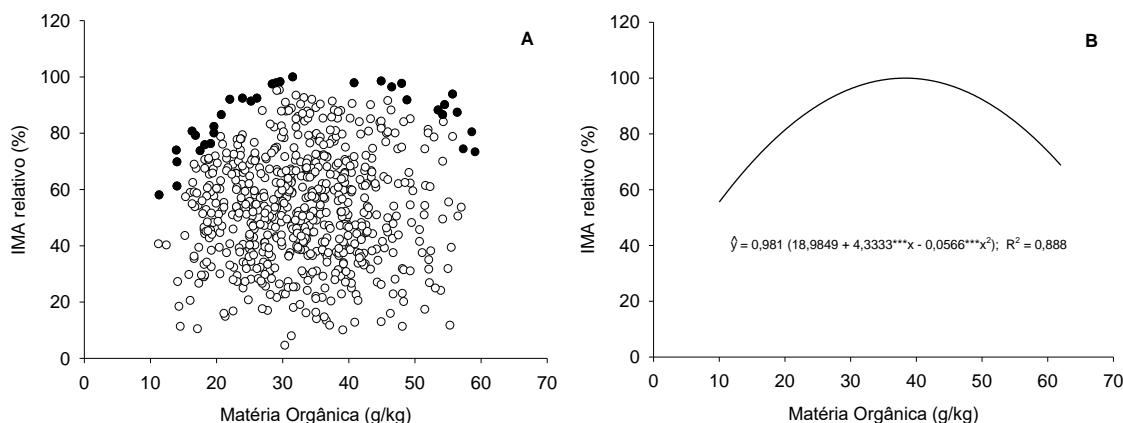 A
IMA relativo (%)
120
100
80
60
40
20
0
0 10 20 30 40 50 60 70
Matéria Orgânica (g/kg)
B
IMA relativo (%)
120
100
80
60
40
20
0
ŷ = 0,981 (18,9849 + 4,3333***x - 0,0566***x²); R² = 0,888
0 10 20 30 40 50 60 70
Matéria Orgânica (g/kg)